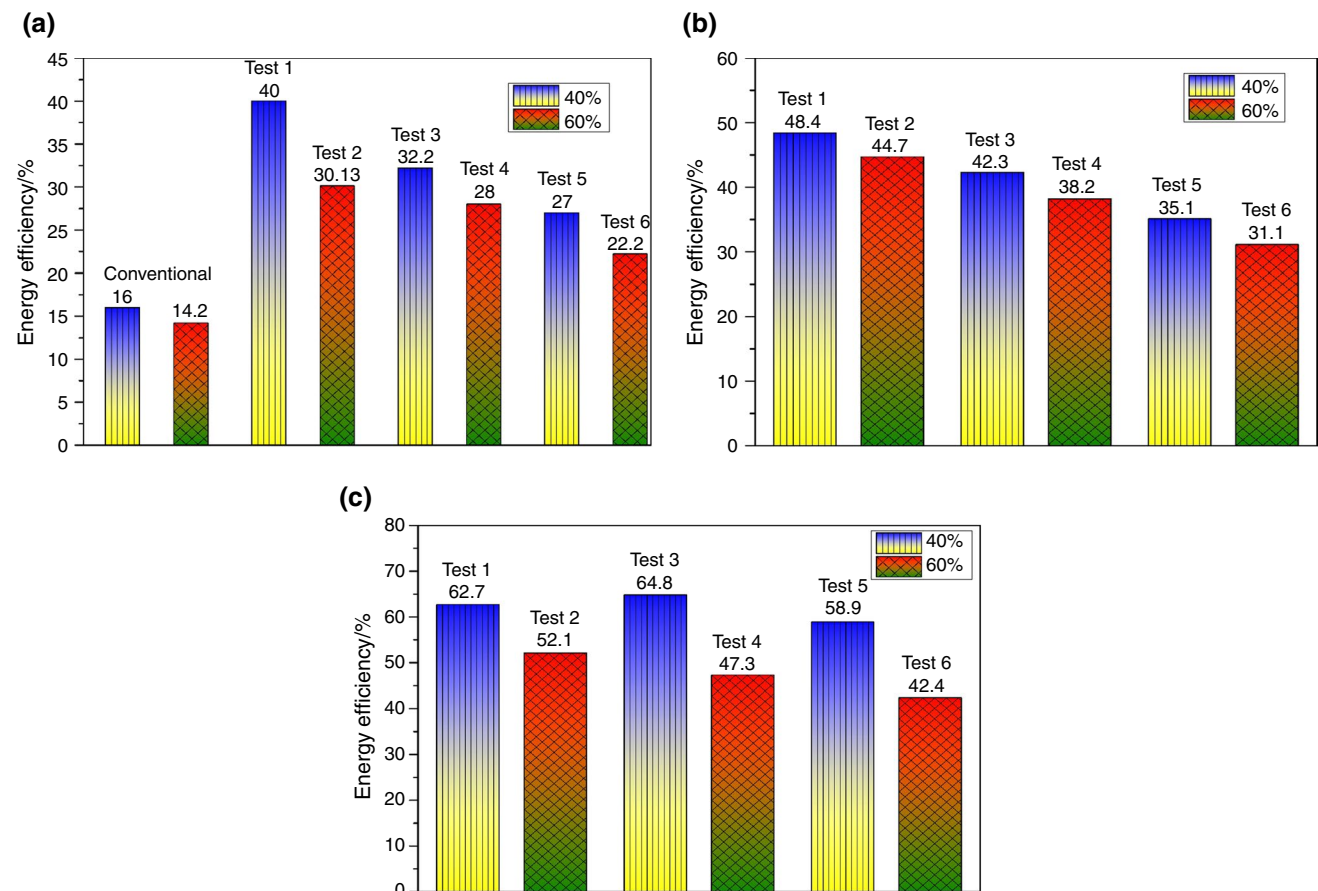 (a)
45
40
35
30
25
20
15
10
5
0
Energy efficiency/%
Conventional
16
14.2
Test 1
40
Test 2
30.13
Test 3
32.2
Test 4
28
Test 5
27
Test 6
22.2
40%
60%
(b)
60
50
40
30
20
10
0
Energy efficiency/%
Test 1
48.4
Test 2
44.7
Test 3
42.3
Test 4
38.2
Test 5
35.1
Test 6
31.1
40%
60%
(c)
80
70
60
50
40
30
20
10
0
Energy efficiency/%
Test 1
62.7
Test 2
52.1
Test 3
64.8
Test 4
47.3
Test 5
58.9
Test 6
42.4
40%
60%